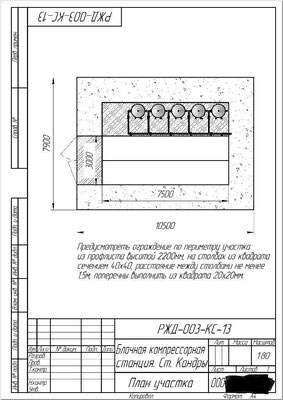 РЖД-003-КС-13
Перв. примен.
Справ. №
Подп. и дата
Инв. № дубл.
Взам. инв. №
Подп. и дата
Инв. № подл.
7900
3000
7500
10500
Предусмотреть ограждение по периметру участка
из профлиста высотой 2200мм, на столбах из квадрата
сечением 40х40, расстояние между столбами не менее
1,5м, поперечны выполнить из квадрата 20х20мм.
РЖД-003-КС-13
Изм. Лист № докум. Подп. Дата
Разраб.
Пров.
Т.контр.
Н.контр.
Утв.
Блочная компрессорная
станция. Ст. Кандры
План участка
Лит. Масса Масштаб
1:80
Лист Листов 1
ООО
Копировал Формат А4